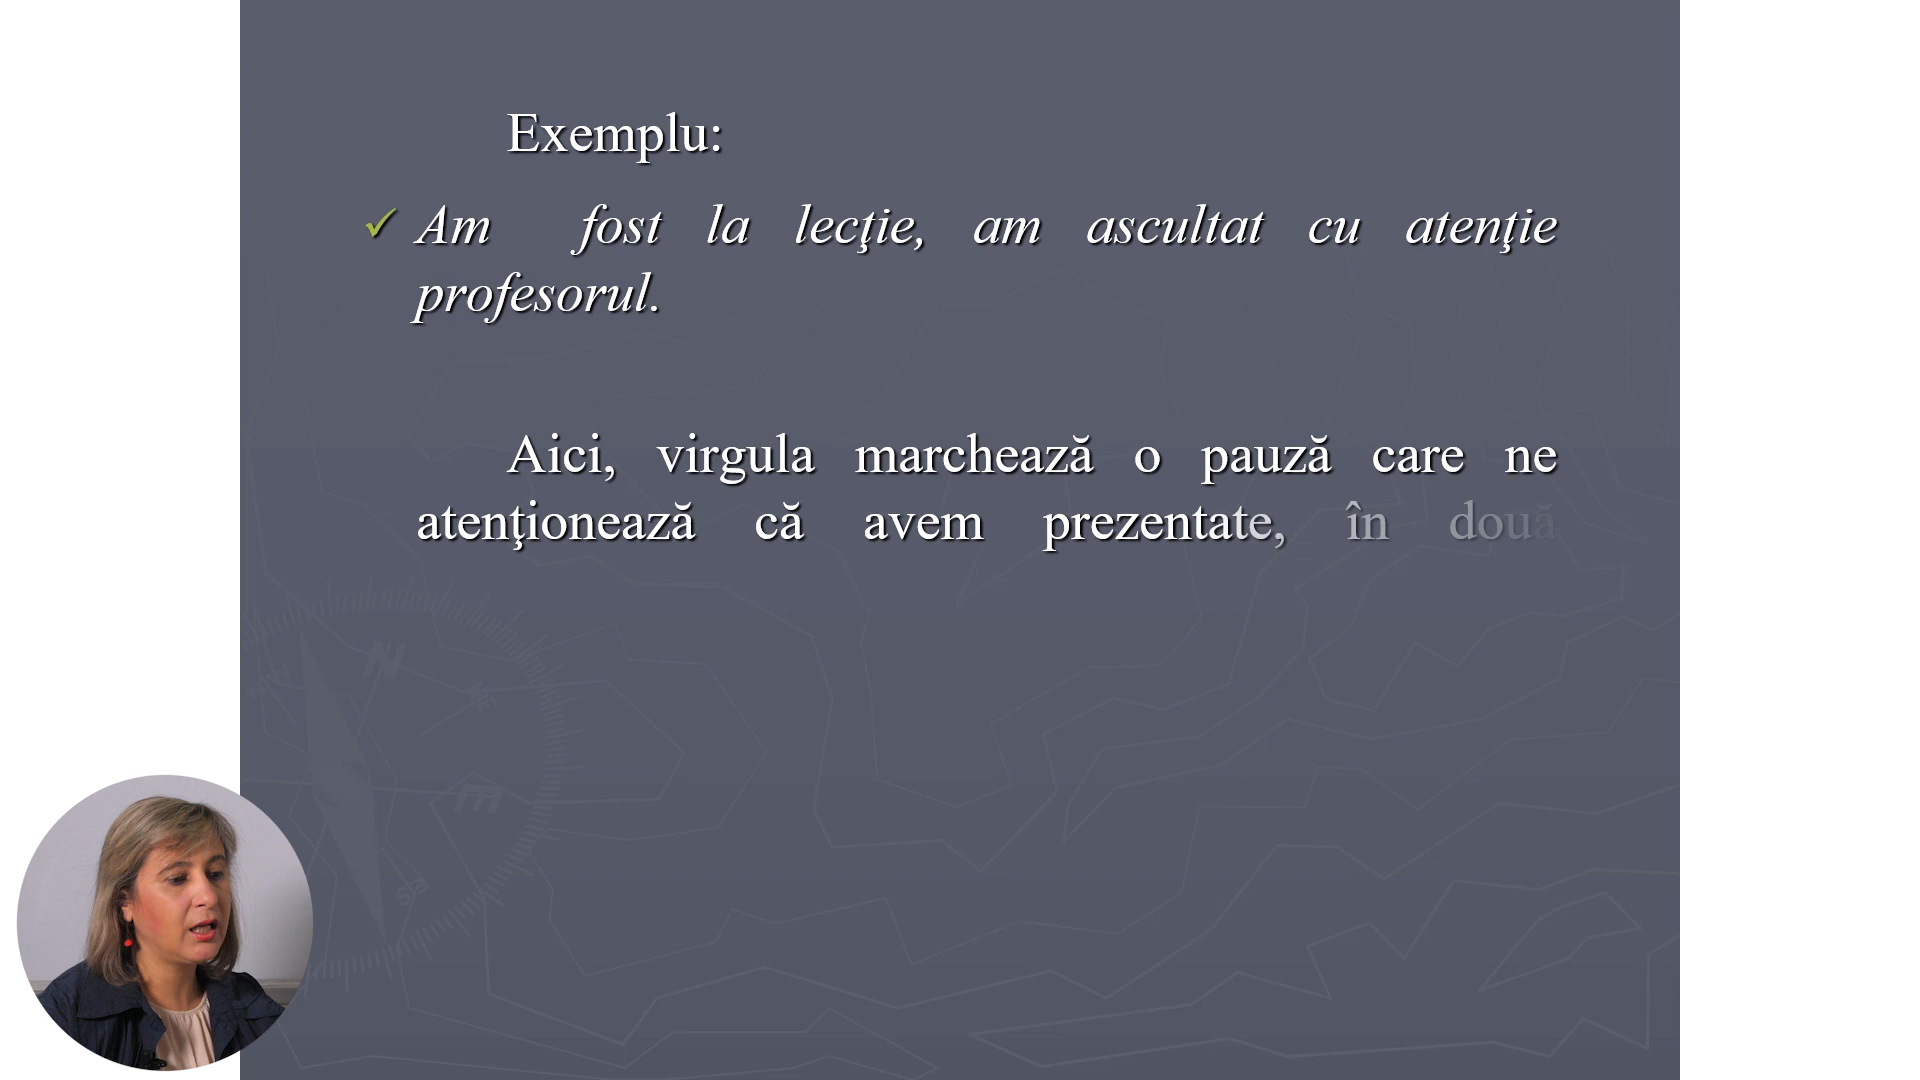 Exemplu:
Am fost la lecţie, am ascultat cu atenţie
profesorul.
Aici, virgula marchează o pauză care ne
atenţionează că avem prezentate, în două
N
E